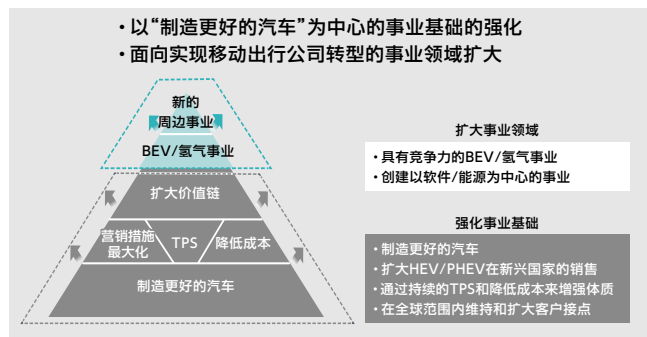 •以“制造更好的汽车”为中心的事业基础的强化
•面向实现移动出行公司转型的事业领域扩大
新的
周边事业
BEV/氢气事业
扩大价值链
营销措施
最大化
TPS
降低成本
制造更好的汽车
扩大事业领域
•具有竞争力的BEV/氢气事业
•创建以软件/能源为中心的事业
强化事业基础
•制造更好的汽车
•扩大HEV/PHEV在新兴国家的销售
•通过持续的TPS和降低成本来增强体质
•在全球范围内维持和扩大客户接点